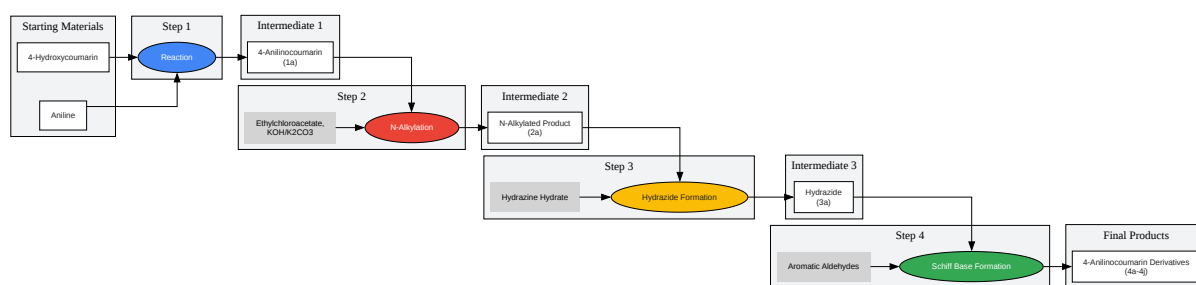 Starting Materials
4-Hydroxycoumarin
Aniline
Step 1
Reaction
Intermediate 1
4-Anilinocoumarin
(1a)
Step 2
Ethylchloroacetate,
KOH/K2CO3
N-Alkylation
Intermediate 2
N-Alkylated Product
(2a)
Step 3
Hydrazine Hydrate
Hydrazide Formation
Intermediate 3
Hydrazide
(3a)
Step 4
Aromatic Aldehydes
Schiff Base Formation
Final Products
4-Anilinocoumarin Derivatives
(4a-4j)